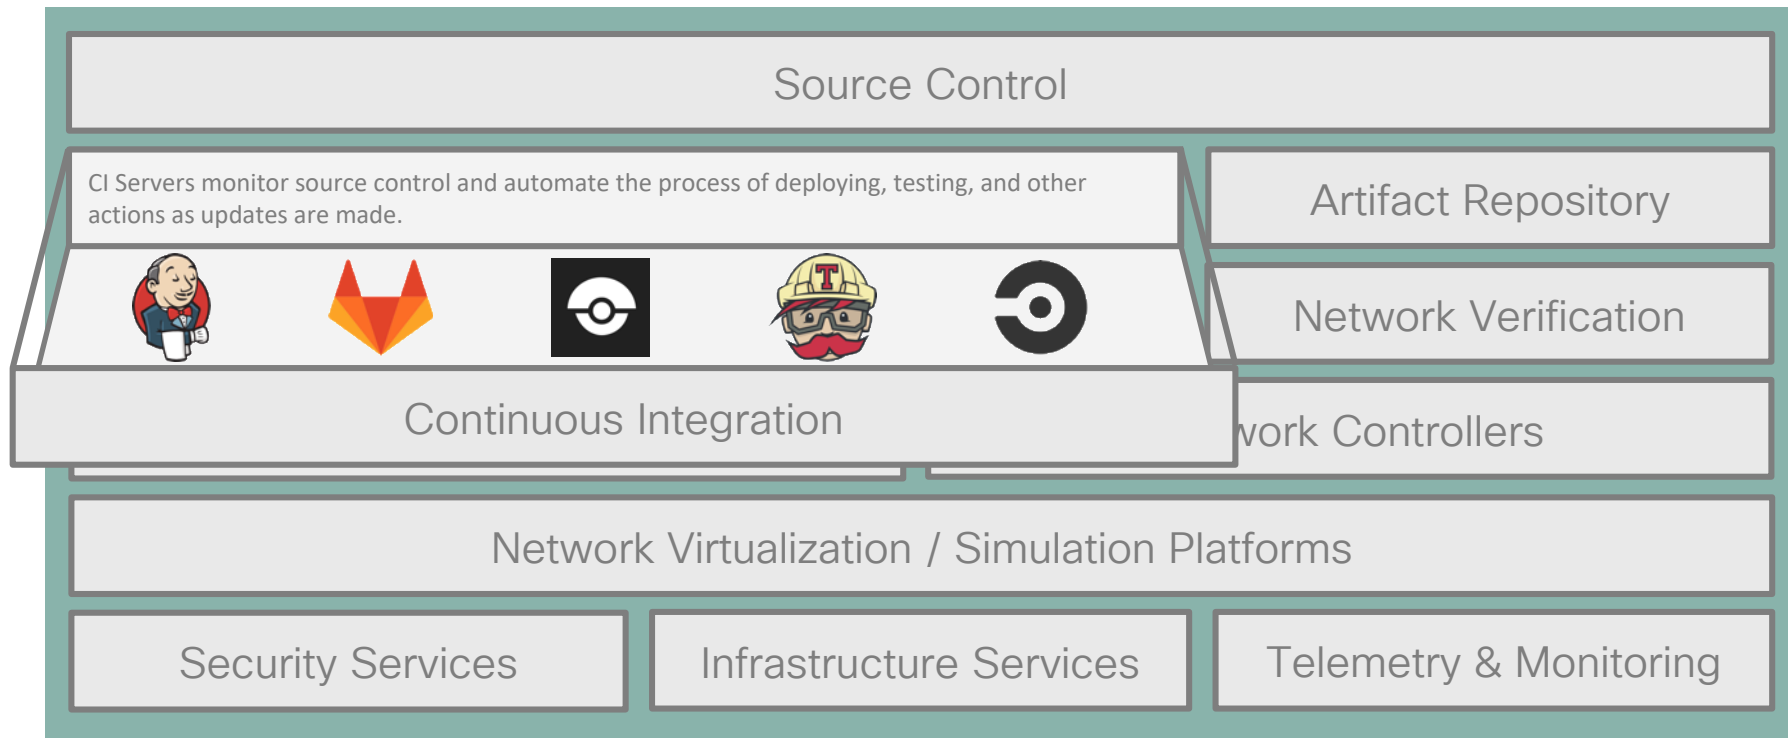 Source Control
CI Servers monitor source control and automate the process of deploying, testing, and other
actions as updates are made.
Artifact Repository
T
Network Verification
Continuous Integration
work Controllers
Network Virtualization / Simulation Platforms
Security Services
Infrastructure Services
Telemetry & Monitoring